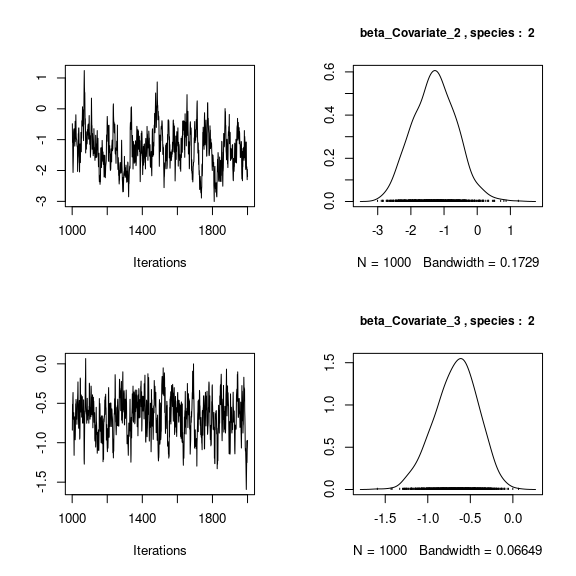 beta_Covariate_2 , species :  2
1
0
-1
-2
-3
1000 1400 1800
Iterations
0.6
0.4
0.2
0.0
-3 -2 -1 0 1
N = 1000   Bandwidth = 0.1729
beta_Covariate_3 , species :  2
0.0
-0.5
-1.0
-1.5
1000 1400 1800
Iterations
1.5
1.0
0.5
0.0
-1.5 -1.0 -0.5 0.0
N = 1000   Bandwidth = 0.06649